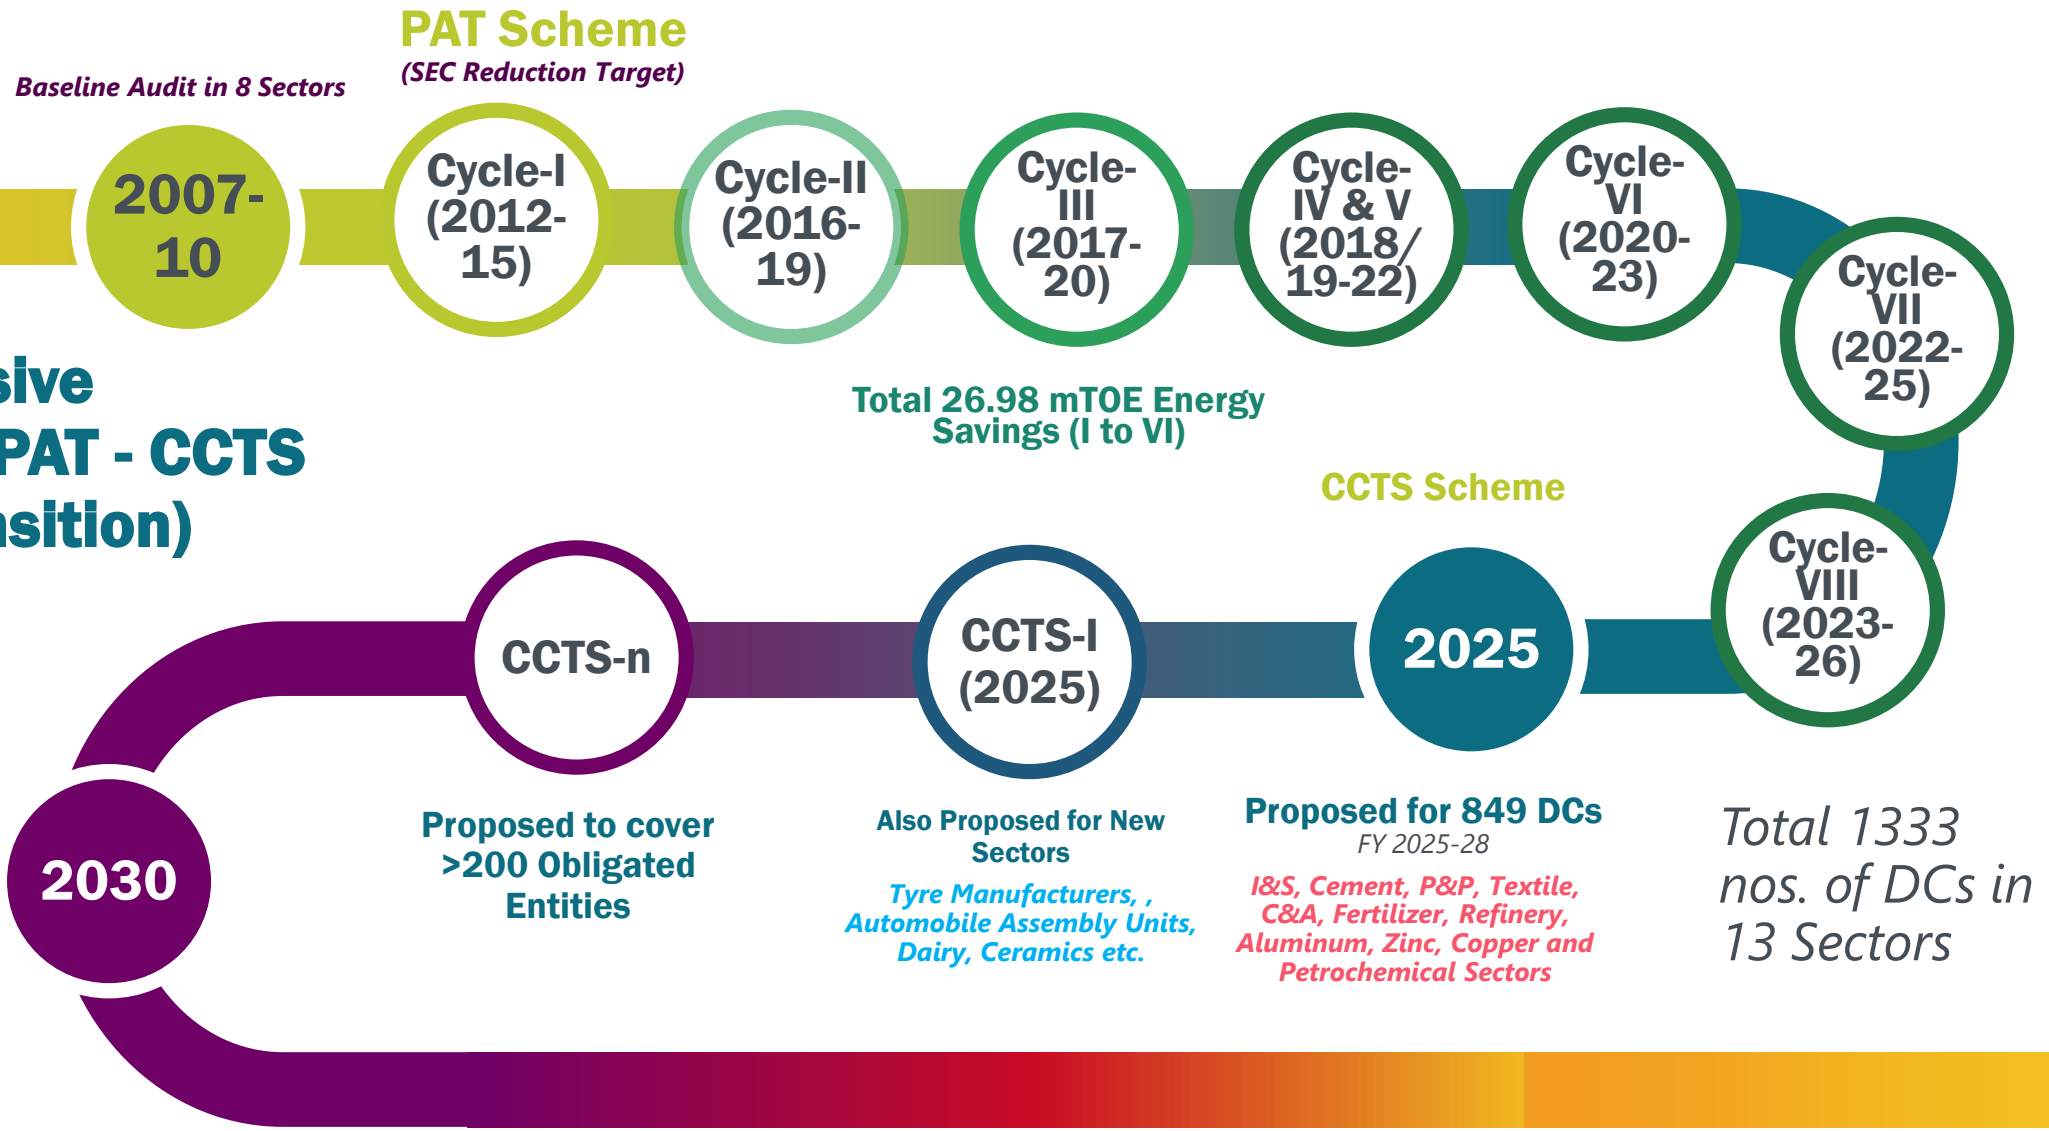 PAT Scheme
(SEC Reduction Target)
Baseline Audit in 8 Sectors
2007-
10
Cycle-I
(2012-
15)
Cycle-II
(2016-
19)
Cycle-
III
(2017-
20)
Cycle-
IV & V
(2018/
19-22)
Cycle-
VI
(2020-
23)
Cycle-
VII
(2022-
25)
sive
PAT - CCTS
nsition)
Total 26.98 mTOE Energy
Savings (I to VI)
CCTS Scheme
Cycle-
VIII
(2023-
26)
2025
CCTS-I
(2025)
CCTS-n
2030
Proposed to cover
>200 Obligated
Entities
Also Proposed for New
Sectors
Tyre Manufacturers, ,
Automobile Assembly Units,
Dairy, Ceramics etc.
Proposed for 849 DCs
FY 2025-28
I&S, Cement, P&P, Textile,
C&A, Fertilizer, Refinery,
Aluminum, Zinc, Copper and
Petrochemical Sectors
Total 1333
nos. of DCs in
13 Sectors